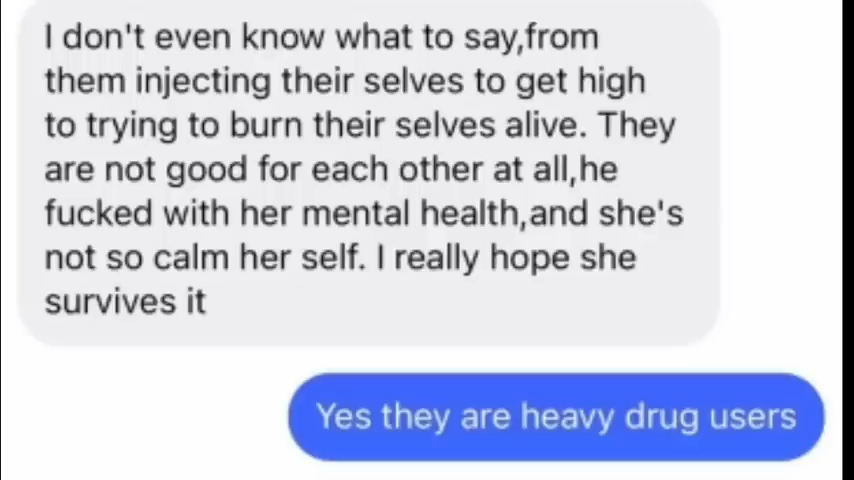 I don't even know what to say,from
them injecting their selves to get high
to trying to burn their selves alive. They
are not good for each other at all,he
fucked with her mental health,and she's
not so calm her self. I really hope she
survives it
Yes they are heavy drug users